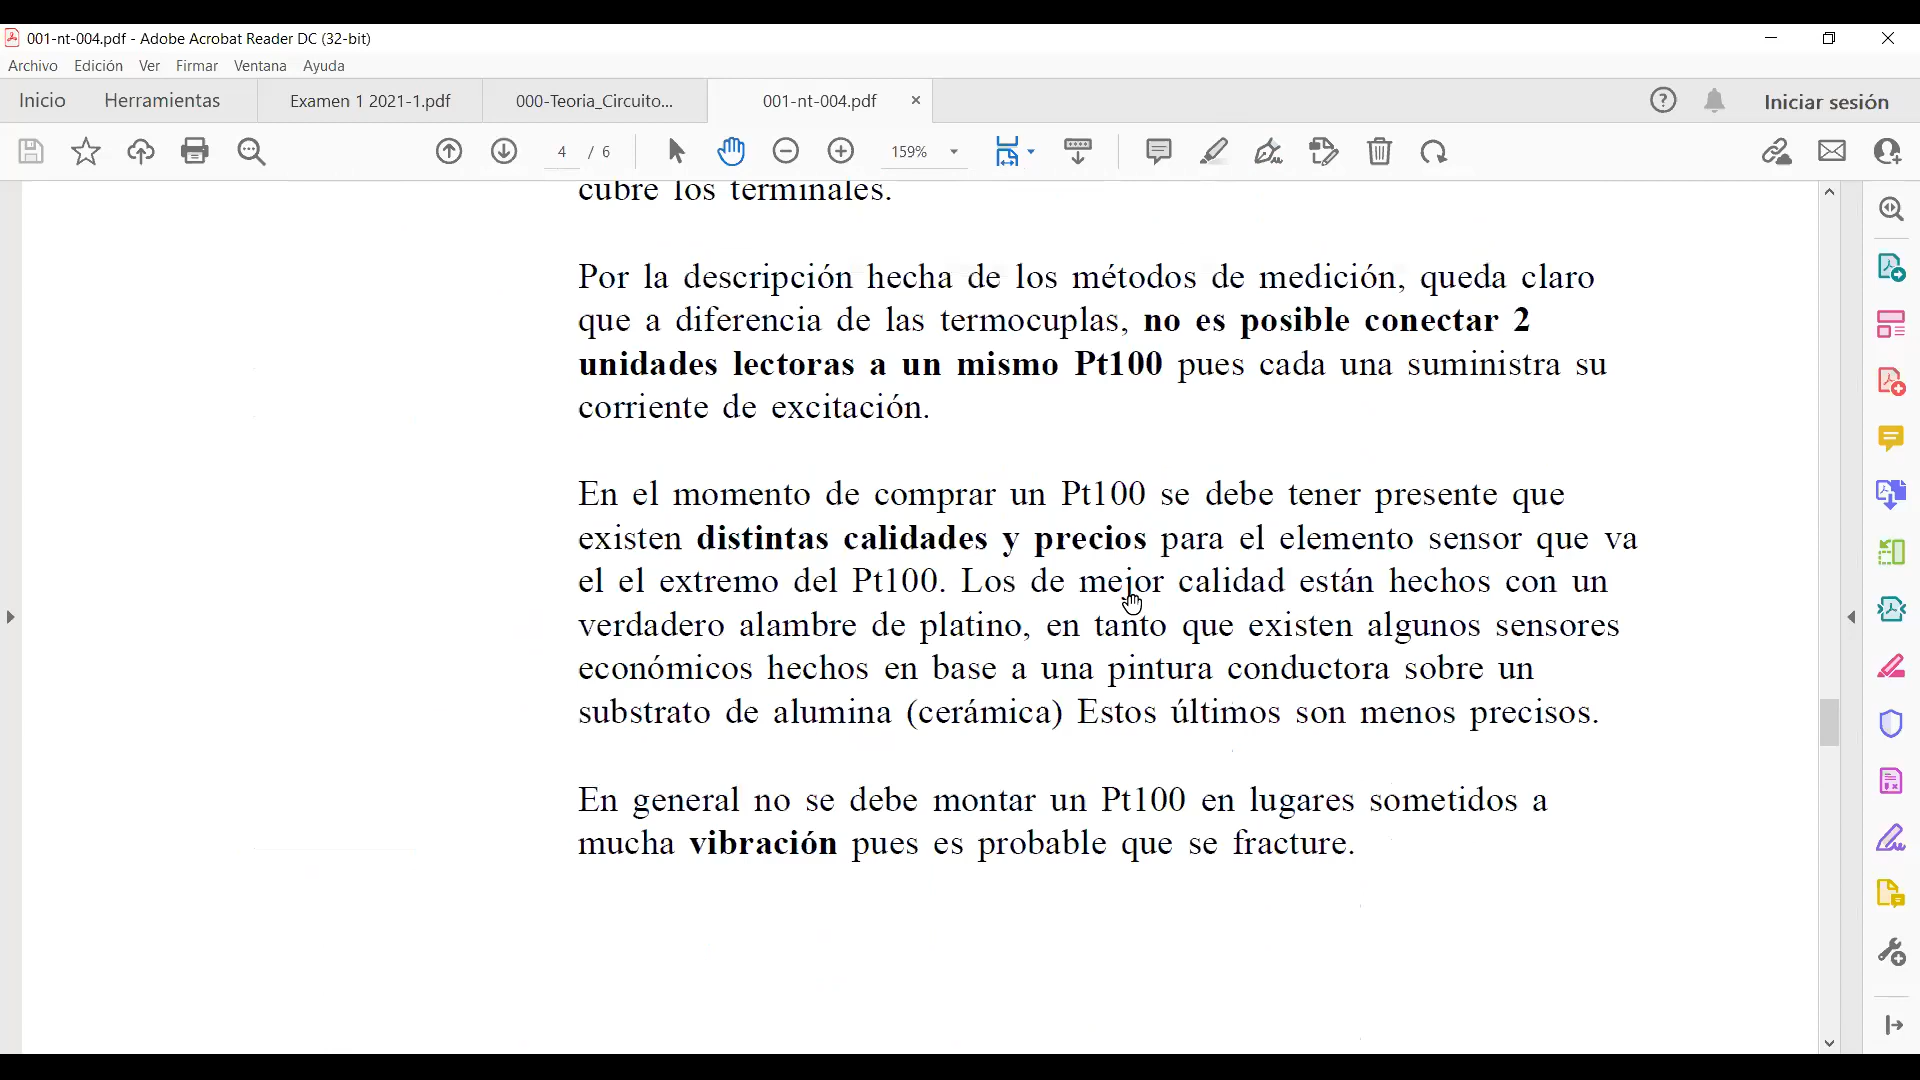 001-nt-004.pdf - Adobe Acrobat Reader DC (32-bit)
Archivo Edición Ver Firmar Ventana Ayuda
Inicio Herramientas Examen 1 2021-1.pdf 000-Teoria_Circuito... 001-nt-004.pdf × Iniciar sesión
4 / 6 159%
cubre los terminales.
Por la descripción hecha de los métodos de medición, queda claro
que a diferencia de las termocuplas, no es posible conectar 2
unidades lectoras a un mismo Pt100 pues cada una suministra su
corriente de excitación.
En el momento de comprar un Pt100 se debe tener presente que
existen distintas calidades y precios para el elemento sensor que va
el el extremo del Pt100. Los de mejor calidad están hechos con un
verdadero alambre de platino, en tanto que existen algunos sensores
económicos hechos en base a una pintura conductora sobre un
substrato de alumina (cerámica) Estos últimos son menos precisos.
En general no se debe montar un Pt100 en lugares sometidos a
mucha vibración pues es probable que se fracture.